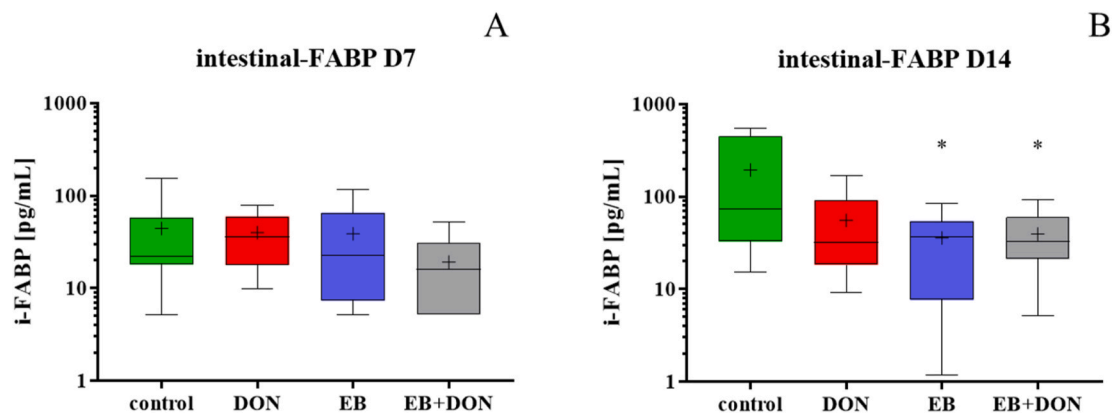 A
intestinal-FABP D7
i-FABP [pg/mL]
1000
100
10
1
control DON EB EB+DON
B
intestinal-FABP D14
i-FABP [pg/mL]
1000
100
10
1
* *
control DON EB EB+DON